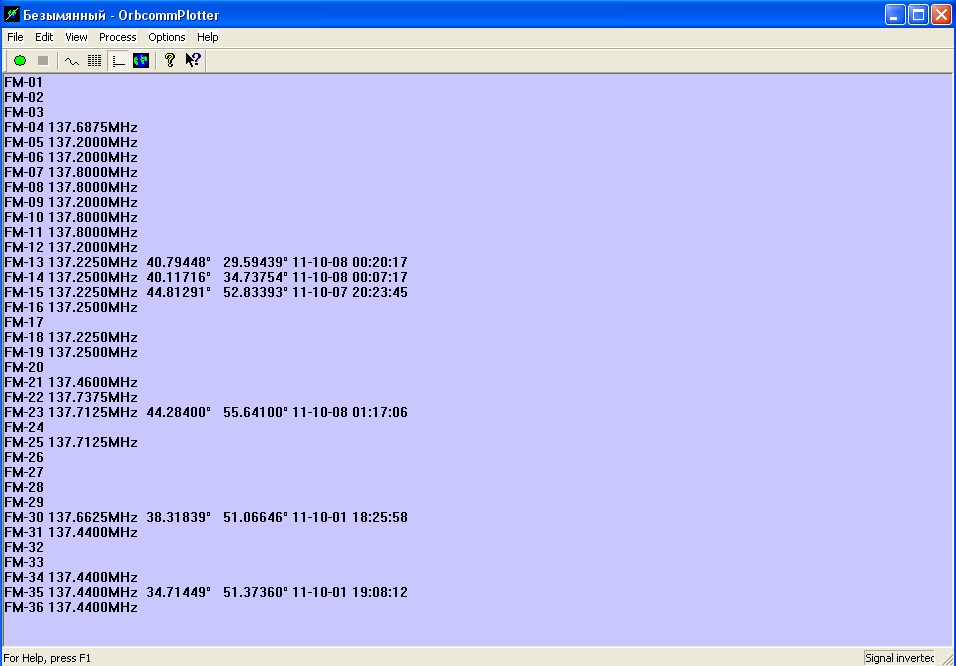 Безымянный - OrbcommPlotter
File Edit View Process Options Help
FM-01
FM-02
FM-03
FM-04 137.6875MHz
FM-05 137.2000MHz
FM-06 137.2000MHz
FM-07 137.8000MHz
FM-08 137.8000MHz
FM-09 137.2000MHz
FM-10 137.8000MHz
FM-11 137.8000MHz
FM-12 137.2000MHz
FM-13 137.2250MHz 40.79448° 29.59439° 11-10-08 00:20:17
FM-14 137.2500MHz 40.11716° 34.73754° 11-10-08 00:07:17
FM-15 137.2250MHz 44.81291° 52.83393° 11-10-07 20:23:45
FM-16 137.2500MHz
FM-17
FM-18 137.2250MHz
FM-19 137.2500MHz
FM-20
FM-21 137.4600MHz
FM-22 137.7375MHz
FM-23 137.7125MHz 44.28400° 55.64100° 11-10-08 01:17:06
FM-24
FM-25 137.7125MHz
FM-26
FM-27
FM-28
FM-29
FM-30 137.6625MHz 38.31839° 51.06646° 11-10-01 18:25:58
FM-31 137.4400MHz
FM-32
FM-33
FM-34 137.4400MHz
FM-35 137.4400MHz 34.71449° 51.37360° 11-10-01 19:08:12
FM-36 137.4400MHz
For Help, press F1 Signal inverted